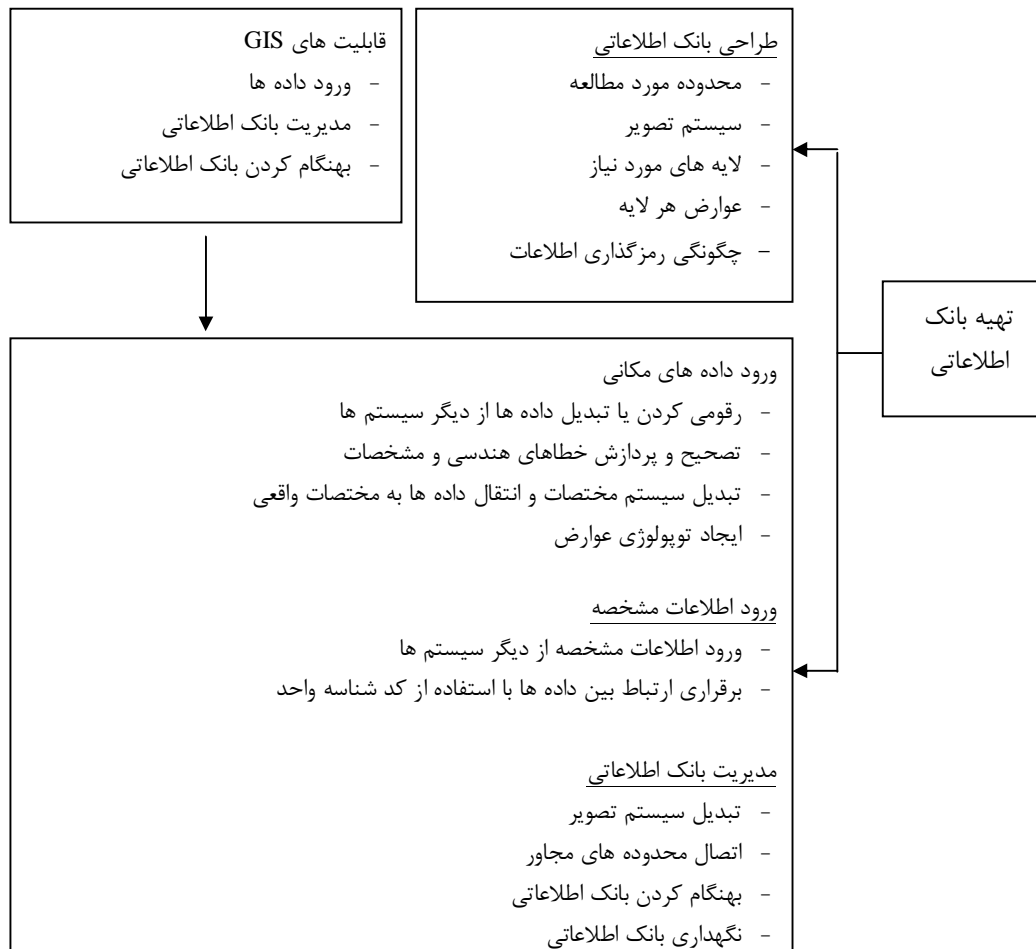 طراحی بانک اطلاعاتی
- محدوده مورد مطالعه
- سیستم تصویر
- لایه های مورد نیاز
- عوارض هر لایه
- چگونگی رمزگذاری اطلاعات
قابلیت های GIS
- ورود داده ها
- مدیریت بانک اطلاعاتی
- بهنگام کردن بانک اطلاعاتی
تهیه بانک
اطلاعاتی
ورود داده های مکانی
- رقومی کردن یا تبدیل داده ها از دیگر سیستم ها
- تصحیح و پردازش خطاهای هندسی و مشخصات
- تبدیل سیستم مختصات و انتقال داده ها به مختصات واقعی
- ایجاد توپولوژی عوارض
ورود اطلاعات مشخصه
- ورود اطلاعات مشخصه از دیگر سیستم ها
- برقراری ارتباط بین داده ها با استفاده از کد شناسه واحد
مدیریت بانک اطلاعاتی
- تبدیل سیستم تصویر
- اتصال محدوده های مجاور
- بهنگام کردن بانک اطلاعاتی
- نگهداری بانک اطلاعاتی